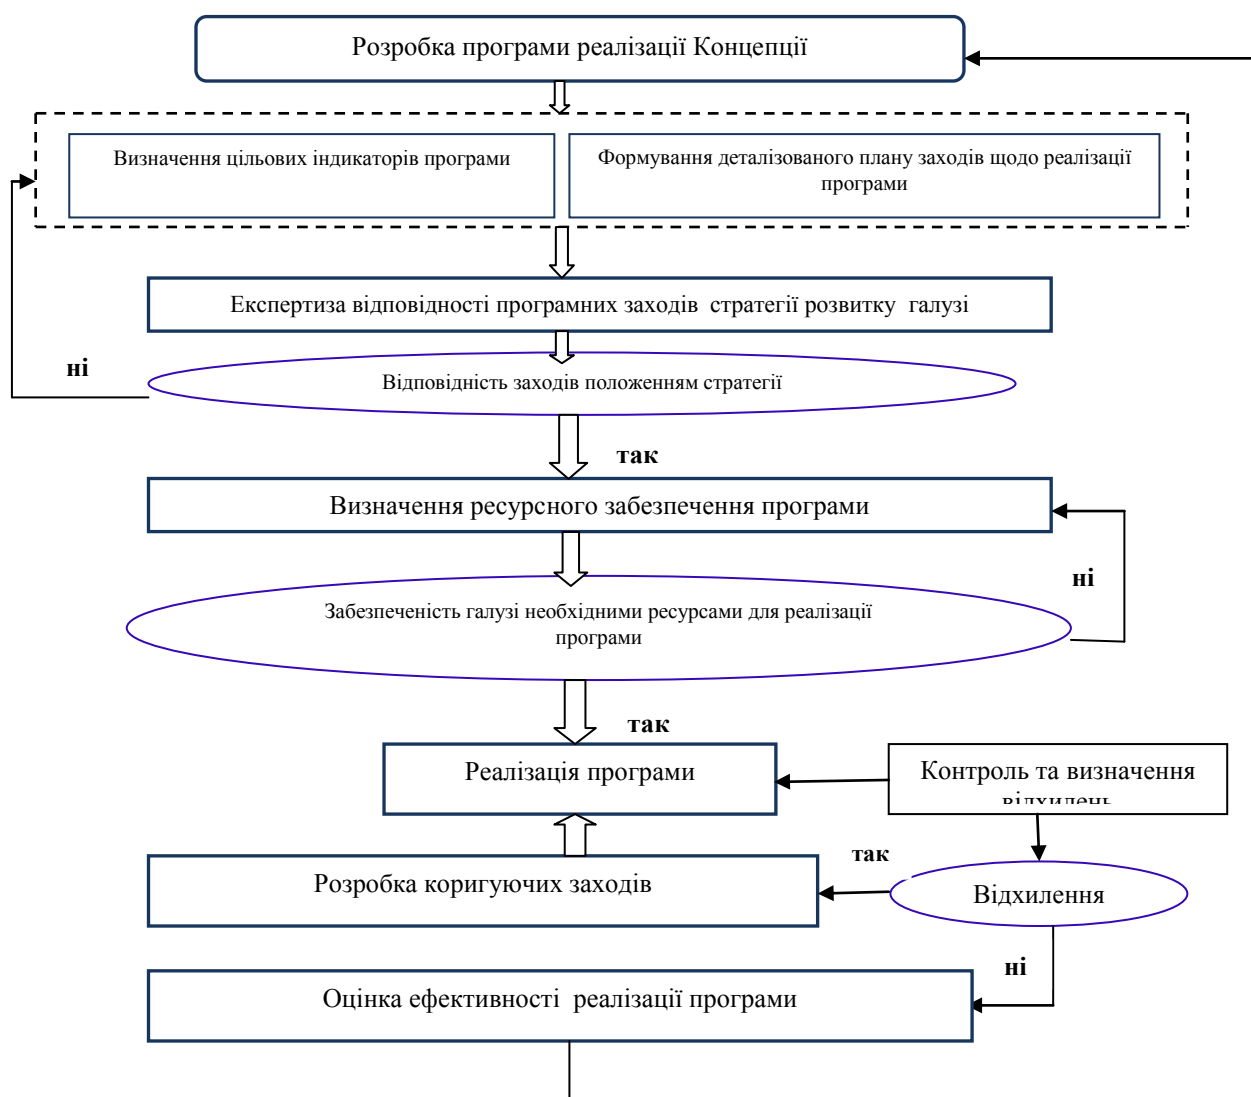 Розробка програми реалізації Концепції
Визначення цільових індикаторів програми
Формування деталізованого плану заходів щодо реалізації
програми
Експертиза відповідності програмних заходів стратегії розвитку галузі
ні
Відповідність заходів положенням стратегії
так
Визначення ресурсного забезпечення програми
ні
Забезпеченість галузі необхідними ресурсами для реалізації
програми
так
Реалізація програми
Контроль та визначення
відхилень
так
Розробка коригуючих заходів
Відхилення
ні
Оцінка ефективності реалізації програми